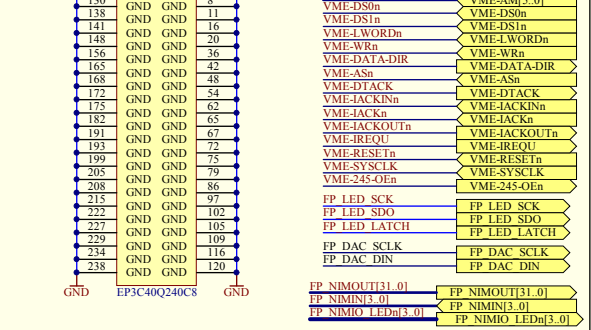 130 GND GND 8
138 GND GND 11
141 GND GND 16
148 GND GND 20
156 GND GND 36
165 GND GND 42
168 GND GND 48
172 GND GND 54
175 GND GND 62
182 GND GND 65
191 GND GND 67
193 GND GND 72
199 GND GND 75
205 GND GND 79
208 GND GND 86
215 GND GND 97
222 GND GND 102
227 GND GND 105
229 GND GND 109
234 GND GND 116
238 GND GND 120
GND EP3C40Q240C8 GND
VME-AM[5..0]
VME-DS0n VME-DS0n
VME-DS1n VME-DS1n
VME-LWORDn VME-LWORDn
VME-WRn VME-WRn
VME-DATA-DIR VME-DATA-DIR
VME-ASn VME-ASn
VME-DTACK VME-DTACK
VME-IACKINn VME-IACKINn
VME-IACKn VME-IACKn
VME-IACKOUTn VME-IACKOUTn
VME-IREQU VME-IREQU
VME-RESETn VME-RESETn
VME-SYSCLK VME-SYSCLK
VME-245-OEn VME-245-OEn
FP_LED_SCK FP_LED_SCK
FP_LED_SDO FP_LED_SDO
FP_LED_LATCH FP_LED_LATCH
FP_DAC_SCLK FP_DAC_SCLK
FP_DAC_DIN FP_DAC_DIN
FP_NIMOUT[31..0] FP_NIMOUT[31..0]
FP_NIMIN[3..0] FP_NIMIN[3..0]
FP_NIMIO_LEDn[3..0] FP_NIMIO_LEDn[3..0]